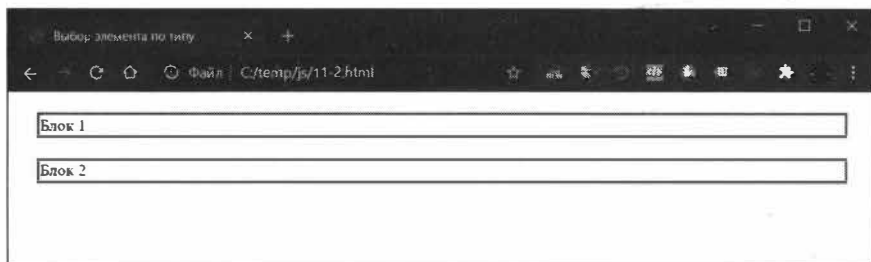 Выбор элемента по типу
Файл C:/temp/js/11-2.html
Блок 1
Блок 2